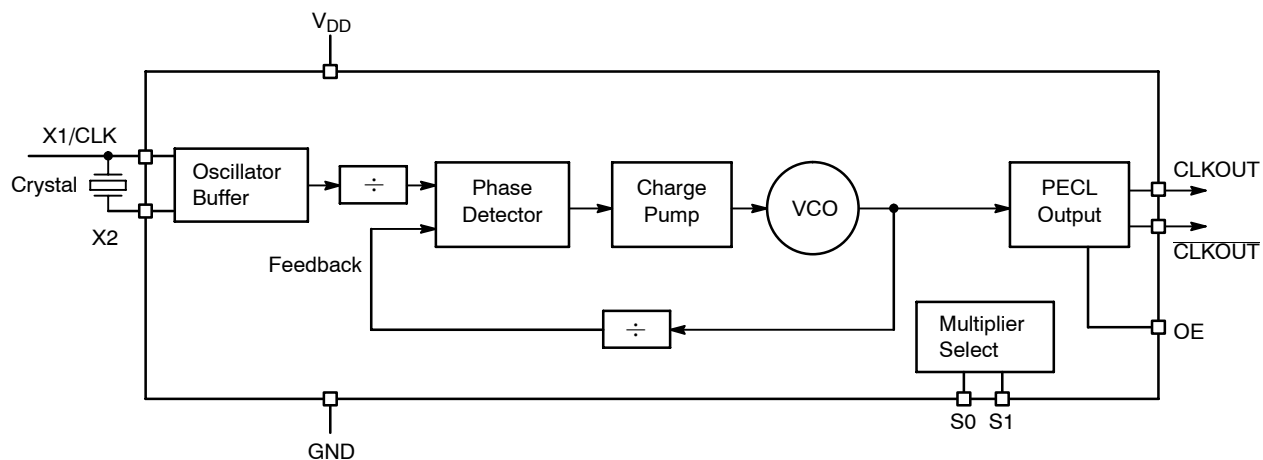 VDD
X1/CLK
Crystal
X2
Oscillator
Buffer
÷
Phase
Detector
Charge
Pump
VCO
PECL
Output
CLKOUT
CLKOUT
Feedback
÷
Multiplier
Select
OE
S0 S1
GND